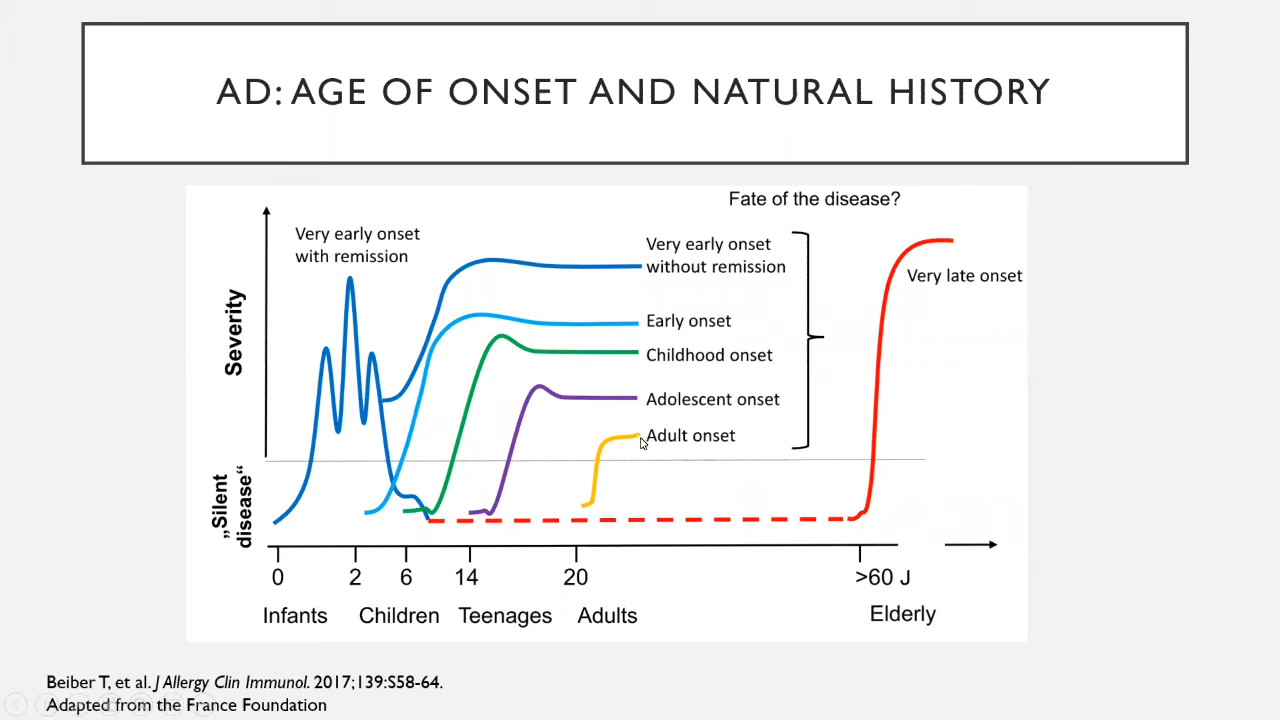 AD: AGE OF ONSET AND NATURAL HISTORY
Fate of the disease?
Very early onset
with remission
Very early onset
without remission
Very late onset
Early onset
Childhood onset
Adolescent onset
Adult onset
Severity
„Silent
disease“
0 2 6 14 20 >60 J
Infants Children Teenages Adults Elderly
Beiber T, et al. J Allergy Clin Immunol. 2017;139:S58-64.
Adapted from the France Foundation